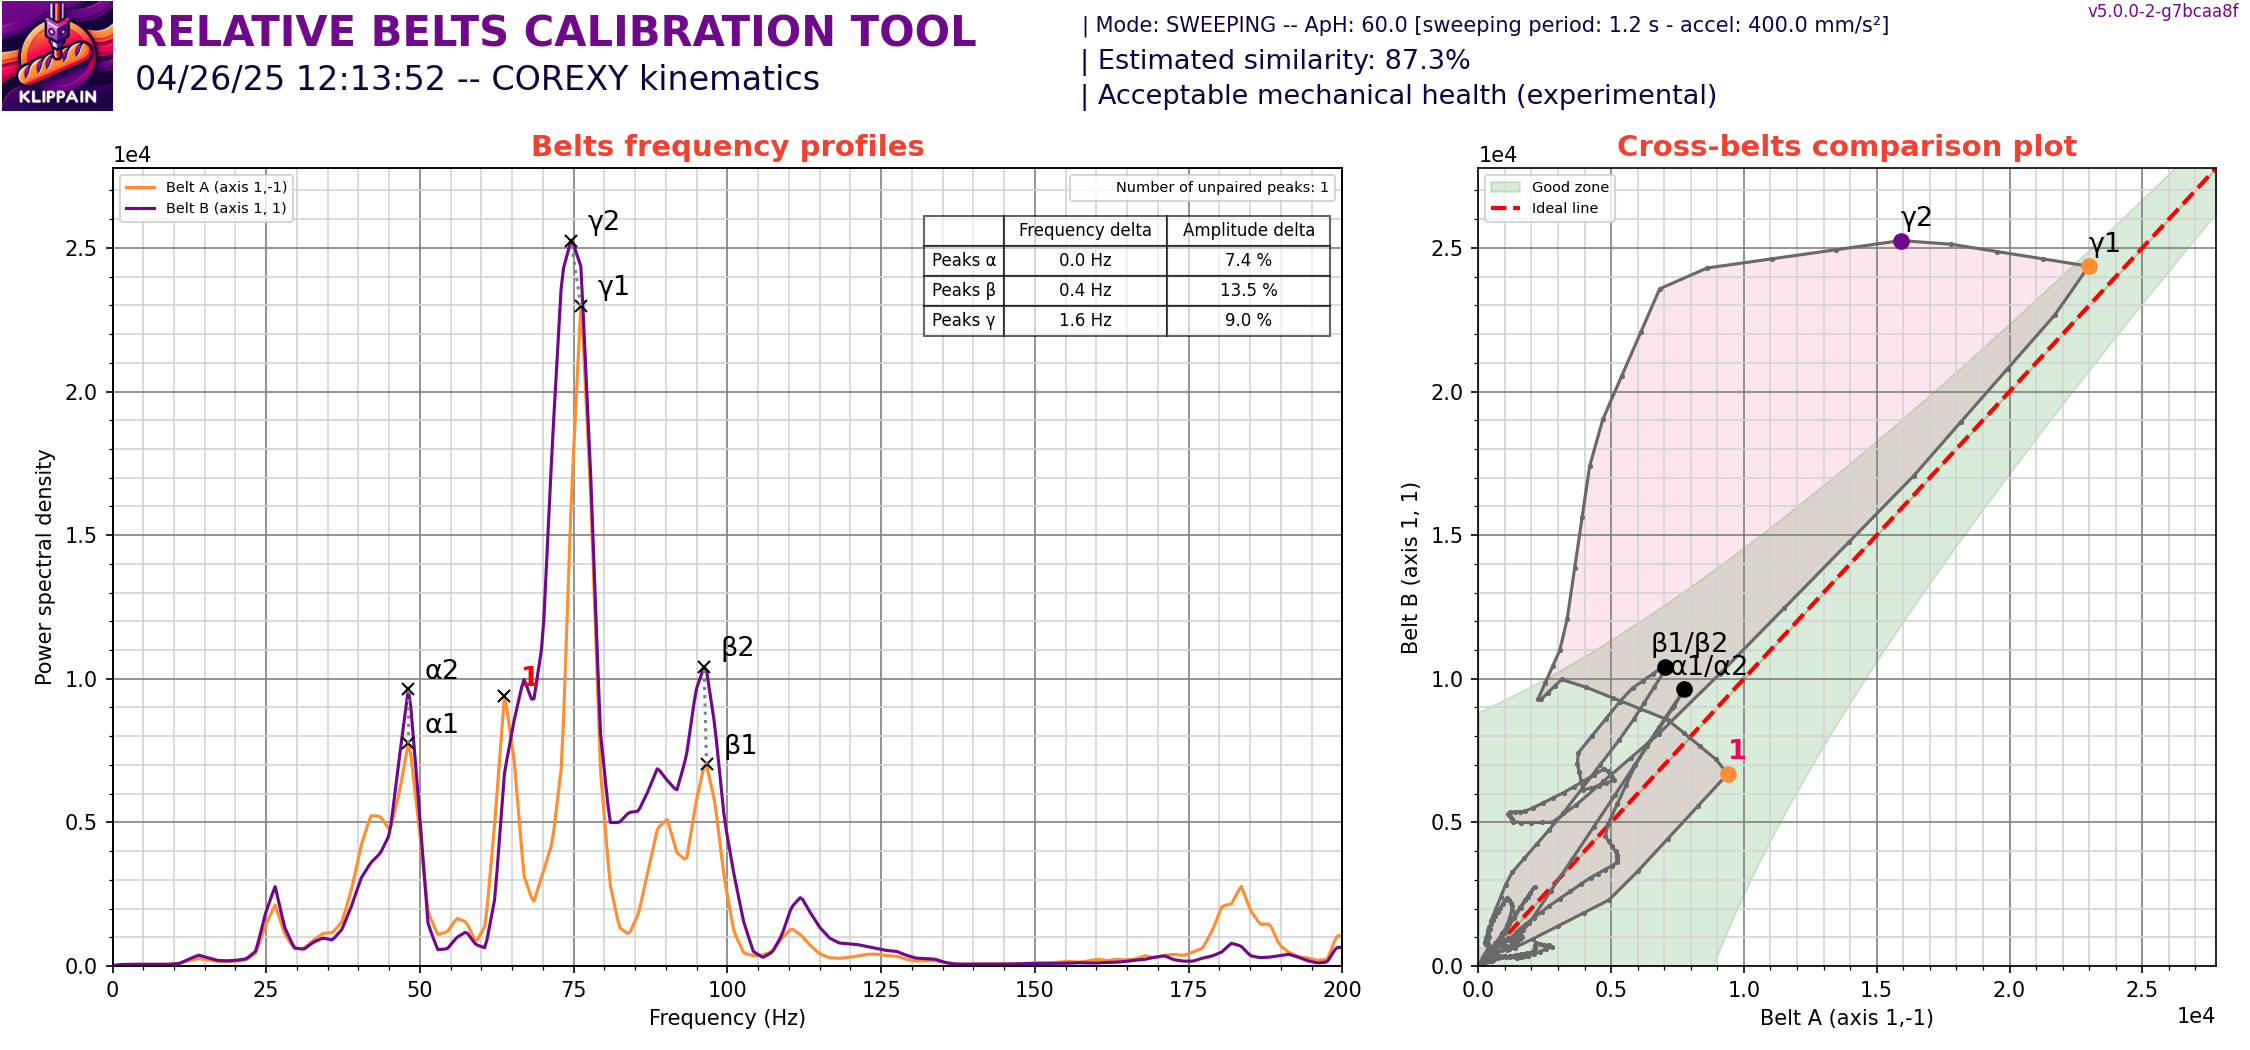 KLIPPAIN
RELATIVE BELTS CALIBRATION TOOL
04/26/25 12:13:52 -- COREXY kinematics
| Mode: SWEEPING -- ApH: 60.0 [sweeping period: 1.2 s - accel: 400.0 mm/s²]
| Estimated similarity: 87.3%
| Acceptable mechanical health (experimental)
v5.0.0-2-g7bcaa8f
Belts frequency profiles
1e4
Belt A (axis 1,-1)
Belt B (axis 1, 1)
Number of unpaired peaks: 1
Frequency delta Amplitude delta
Peaks α 0.0 Hz 7.4 %
Peaks β 0.4 Hz 13.5 %
Peaks γ 1.6 Hz 9.0 %
γ2
γ1
α2
α1
1
β2
β1
2.5
2.0
1.5
1.0
0.5
0.0
Power spectral density
0 25 50 75 100 125 150 175 200
Frequency (Hz)
Cross-belts comparison plot
1e4
Good zone
Ideal line
γ2
γ1
β1/β2
α1/α2
1
2.5
2.0
1.5
1.0
0.5
0.0
Belt B (axis 1, 1)
0.0 0.5 1.0 1.5 2.0 2.5
Belt A (axis 1,-1)
1e4